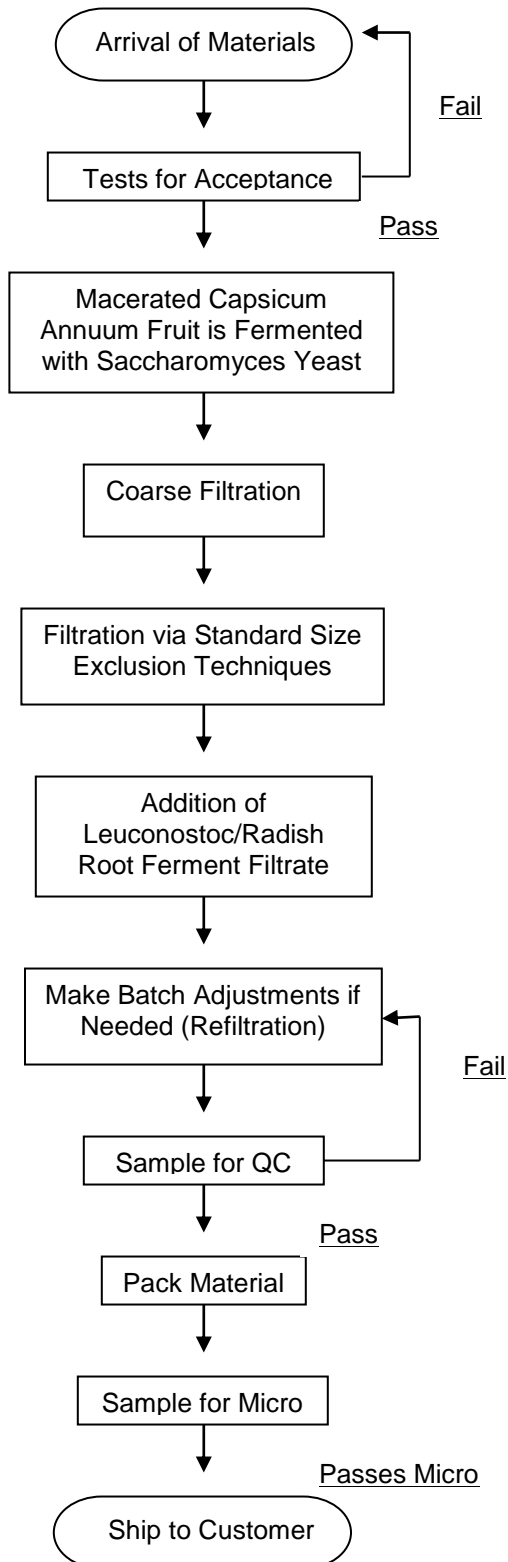 Arrival of Materials
Fail
Tests for Acceptance
Pass
Macerated Capsicum
Annuum Fruit is Fermented
with Saccharomyces Yeast
Coarse Filtration
Filtration via Standard Size
Exclusion Techniques
Addition of
Leuconostoc/Radish
Root Ferment Filtrate
Make Batch Adjustments if
Needed (Refiltration)
Fail
Sample for QC
Pass
Pack Material
Sample for Micro
Passes Micro
Ship to Customer